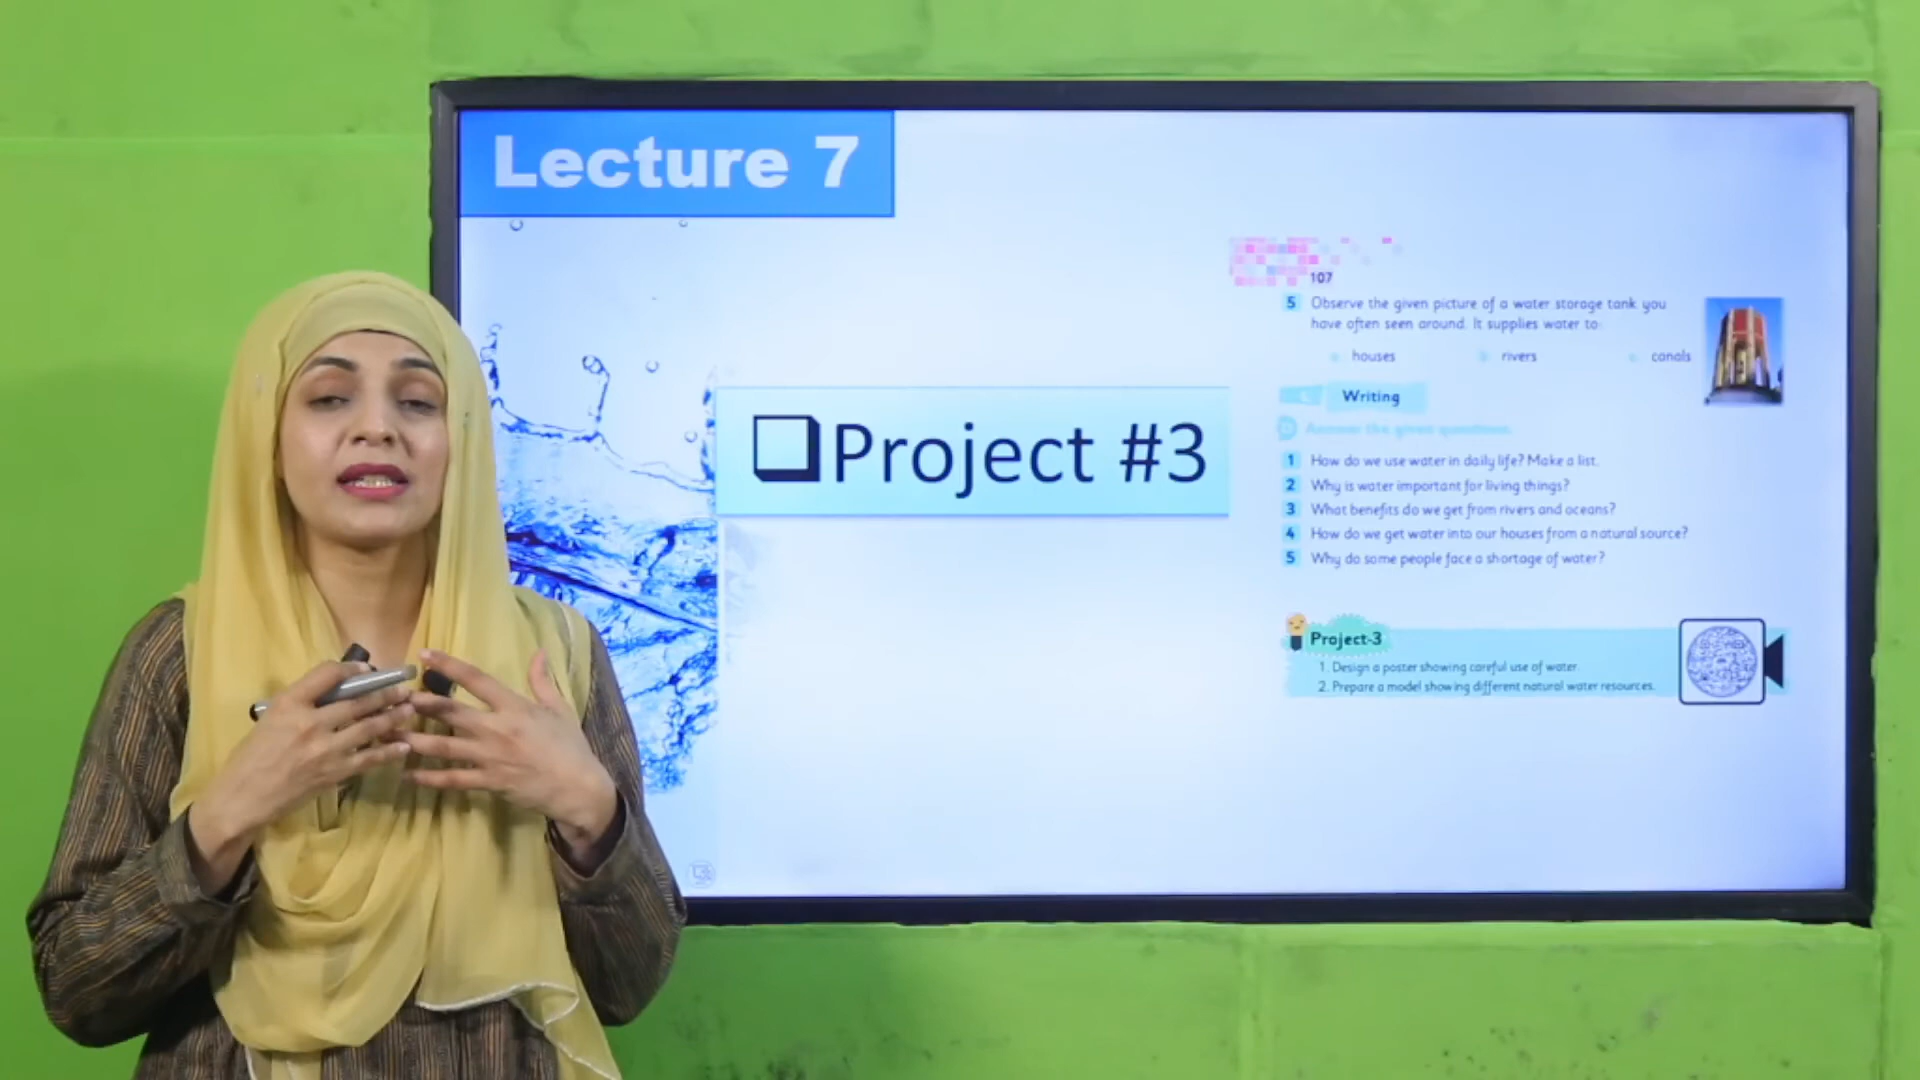 Lecture 7
Project #3
107
5 Observe the given picture of a water storage tank you
have often seen around. It supplies water to:
houses rivers canals
Writing
Answer the given questions.
1 How do we use water in daily life? Make a list.
2 Why is water important for living things?
3 What benefits do we get from rivers and oceans?
4 How do we get water into our houses from a natural source?
5 Why do some people face a shortage of water?
Project-3
1. Design a poster showing careful use of water.
2. Prepare a model showing different natural water resources.